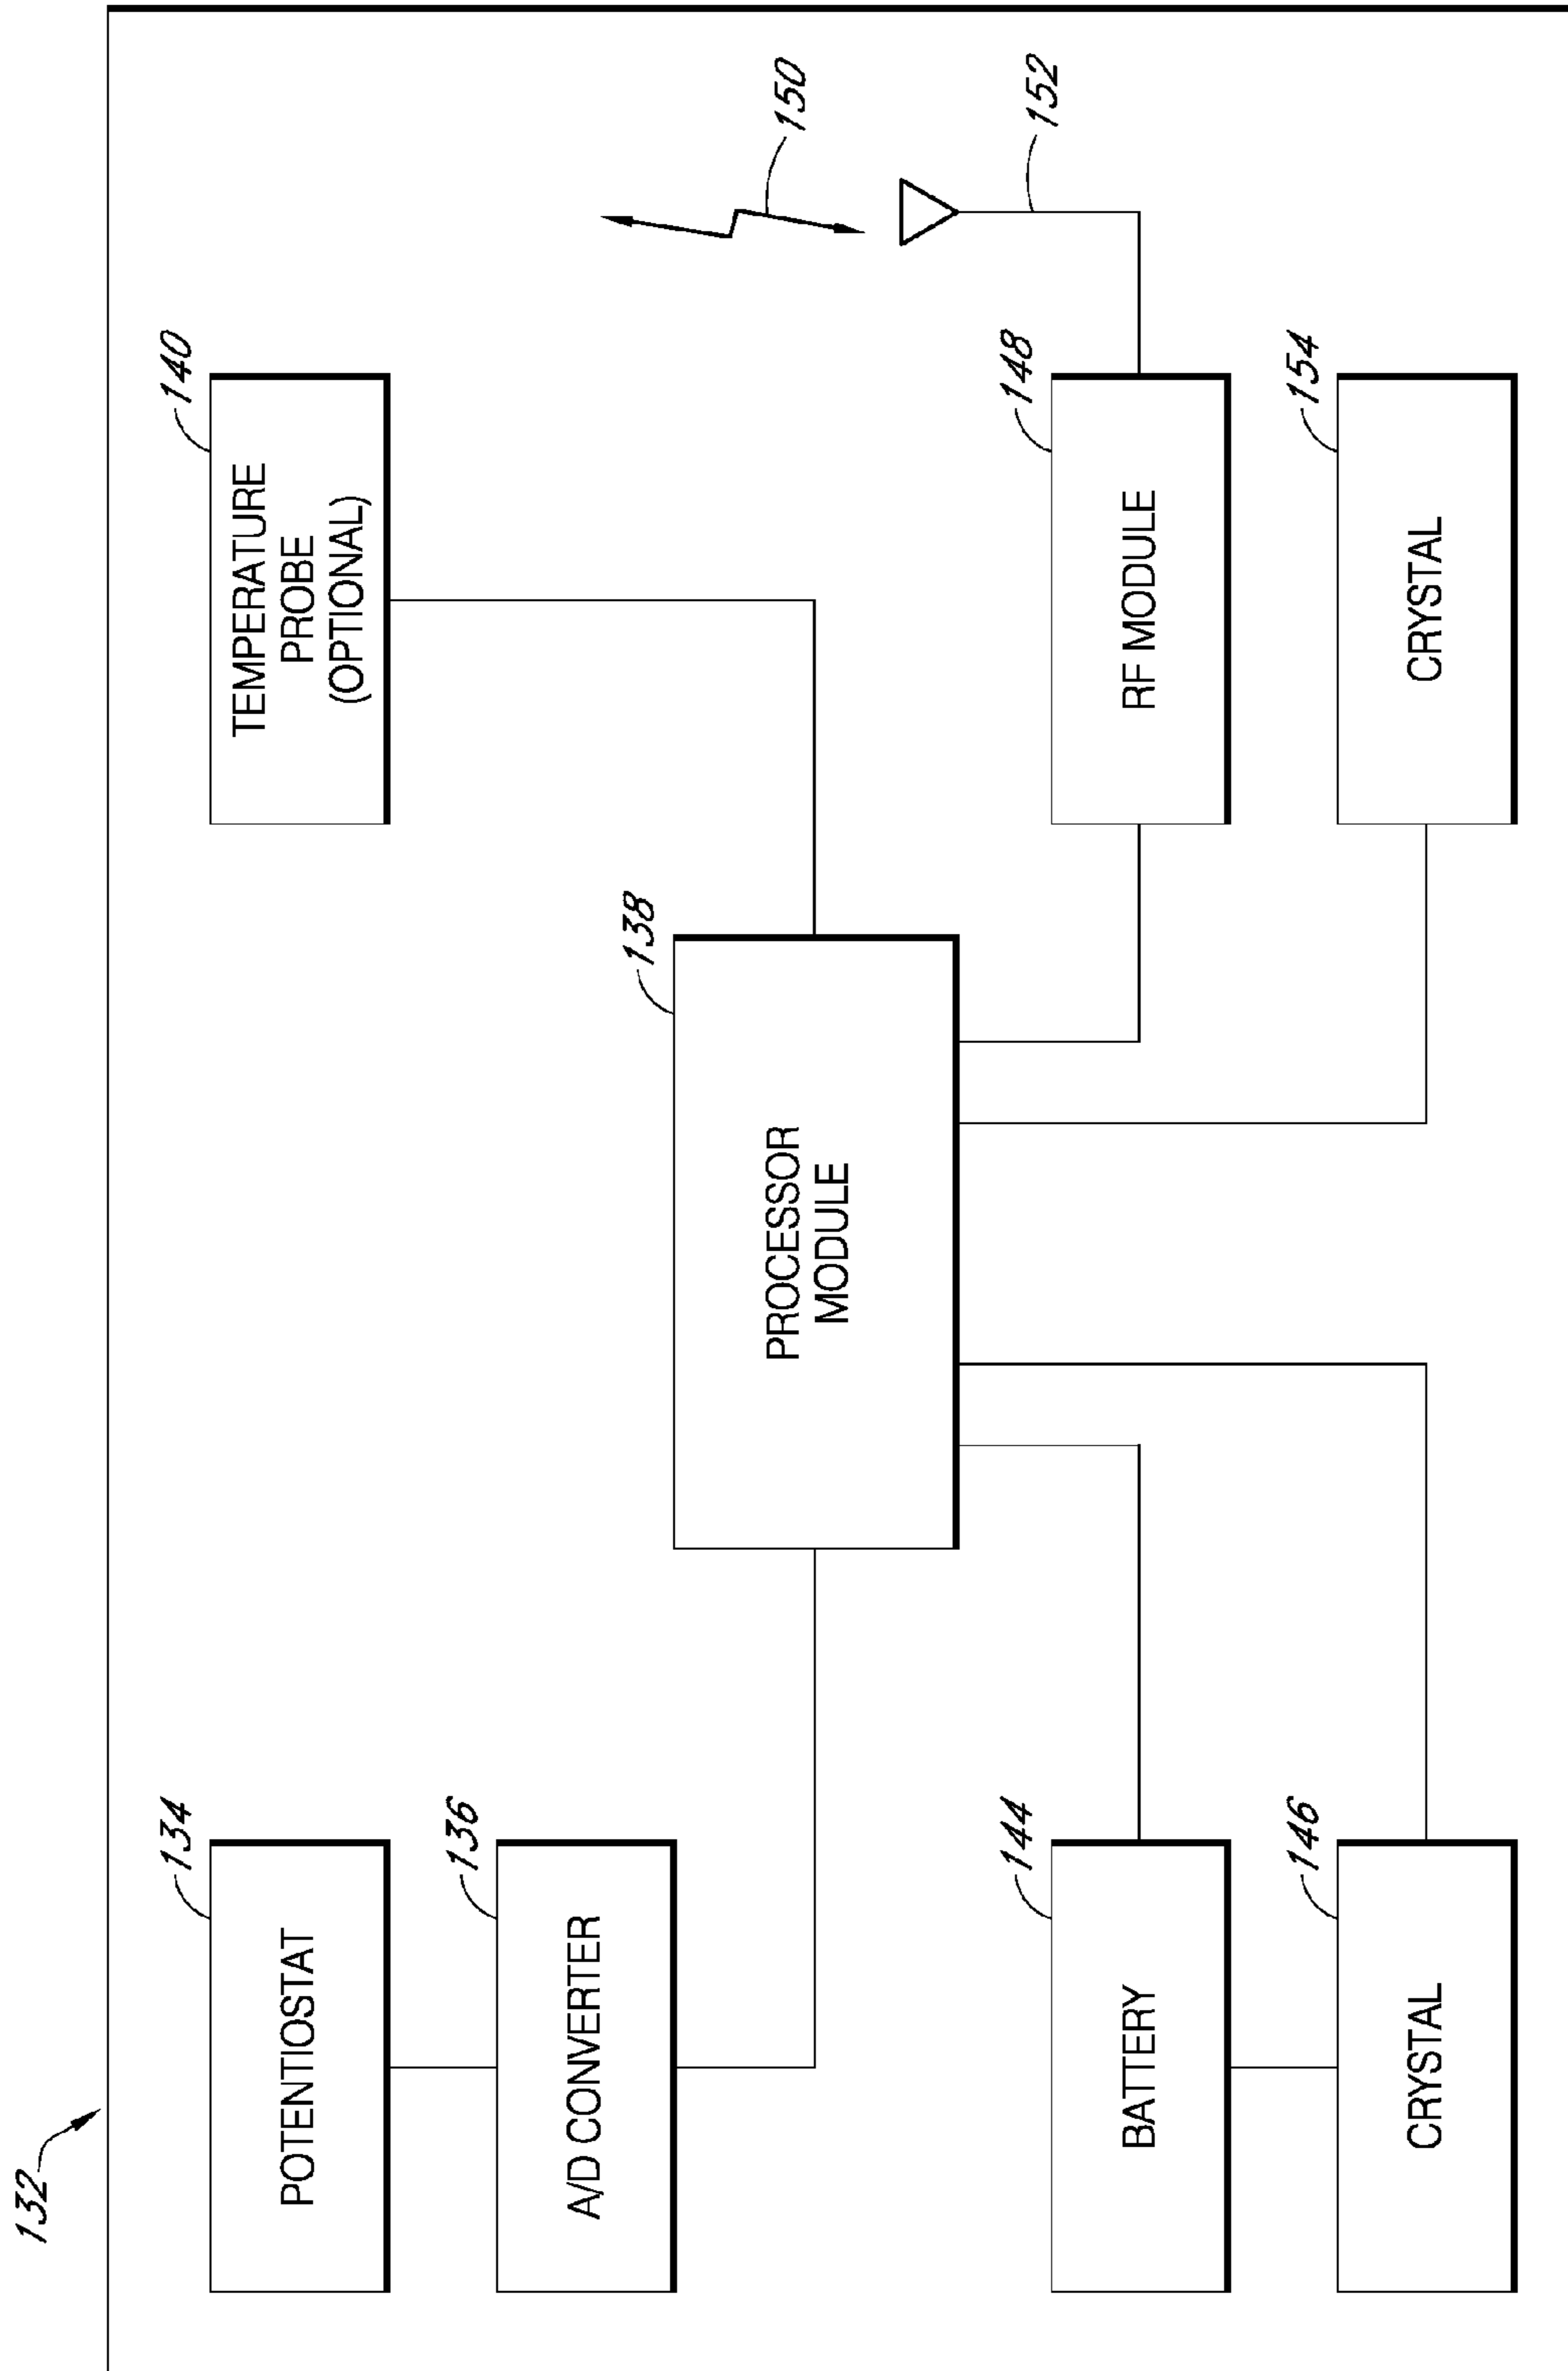 132
134
POTENTIOSTAT
140
TEMPERATURE
PROBE
(OPTIONAL)
136
A/D CONVERTER
138
PROCESSOR
MODULE
150
152
144
BATTERY
148
RF MODULE
146
CRYSTAL
154
CRYSTAL